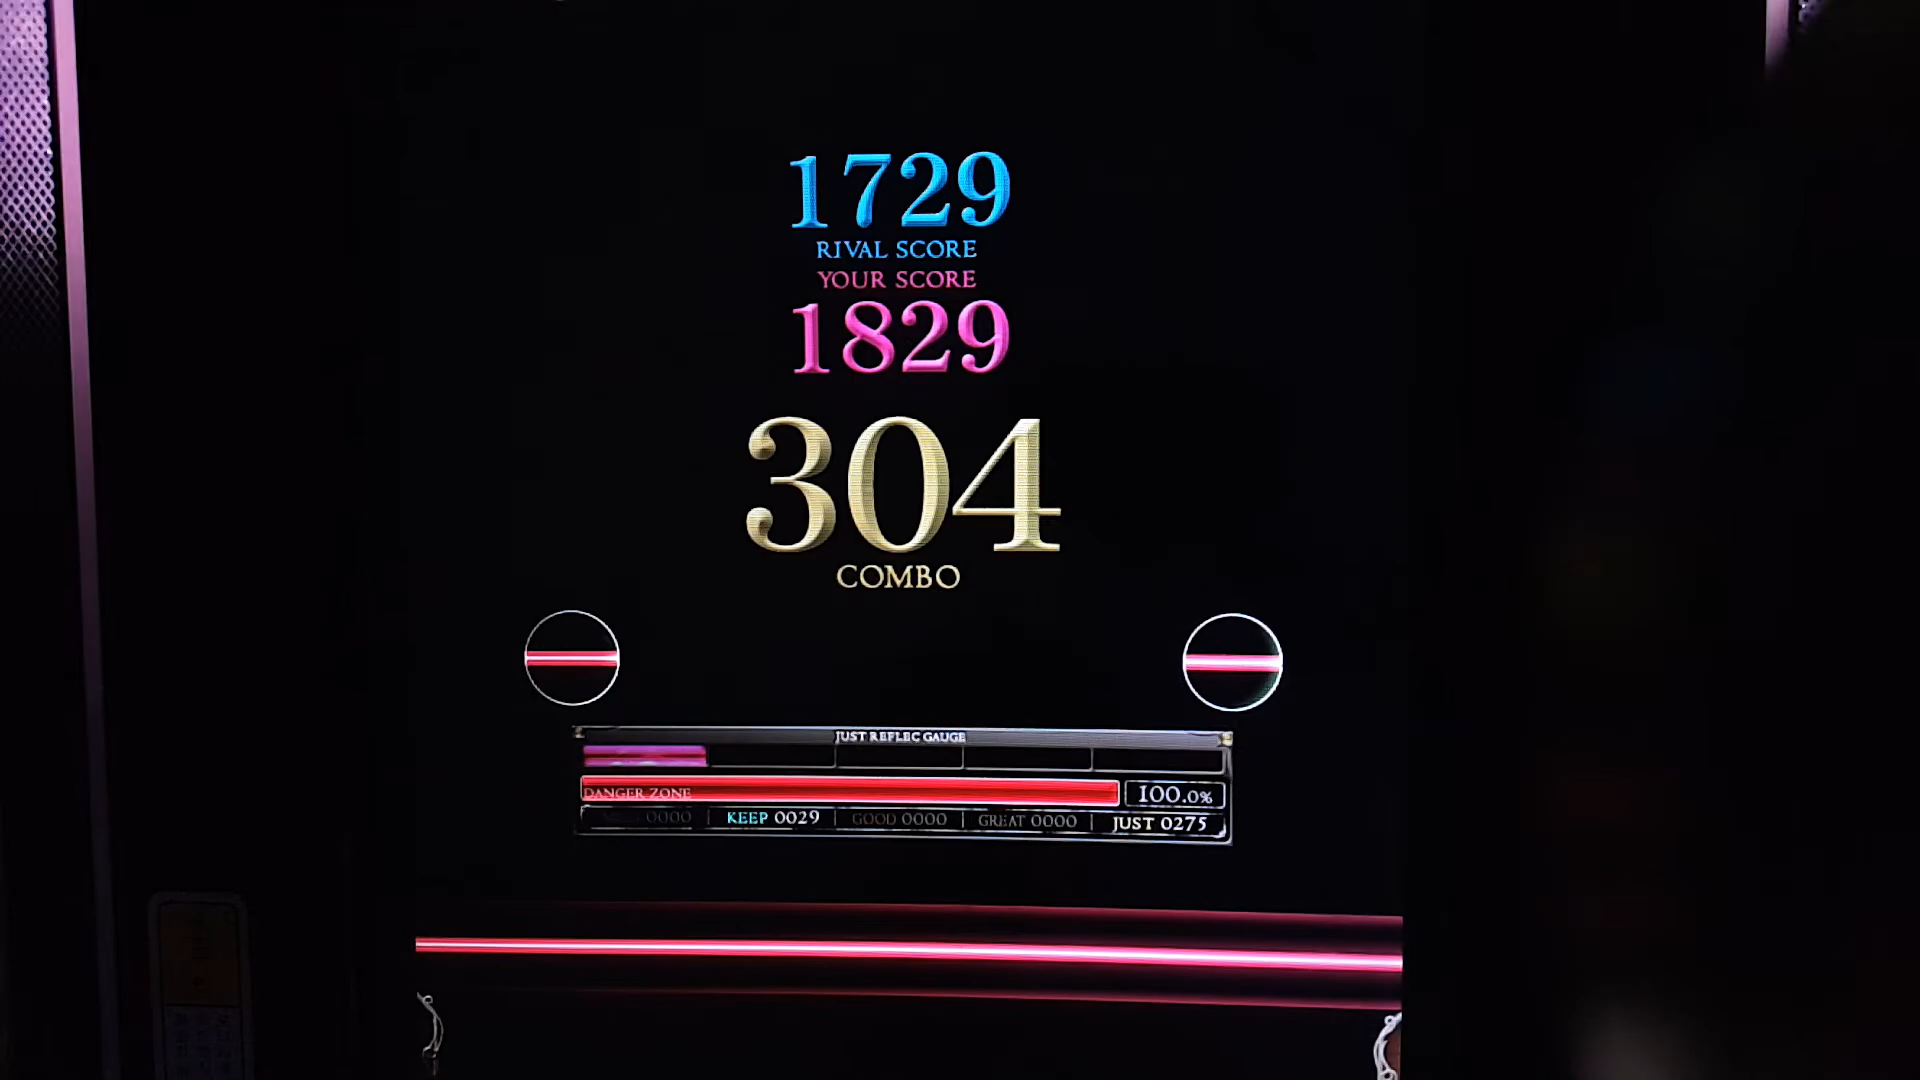 1729
RIVAL SCORE
YOUR SCORE
1829
304
COMBO
JUST REFLEC GAUGE
DANGER ZONE 100.0%
0000 KEEP 0029 GOOD 0000 GREAT 0000 JUST 0275